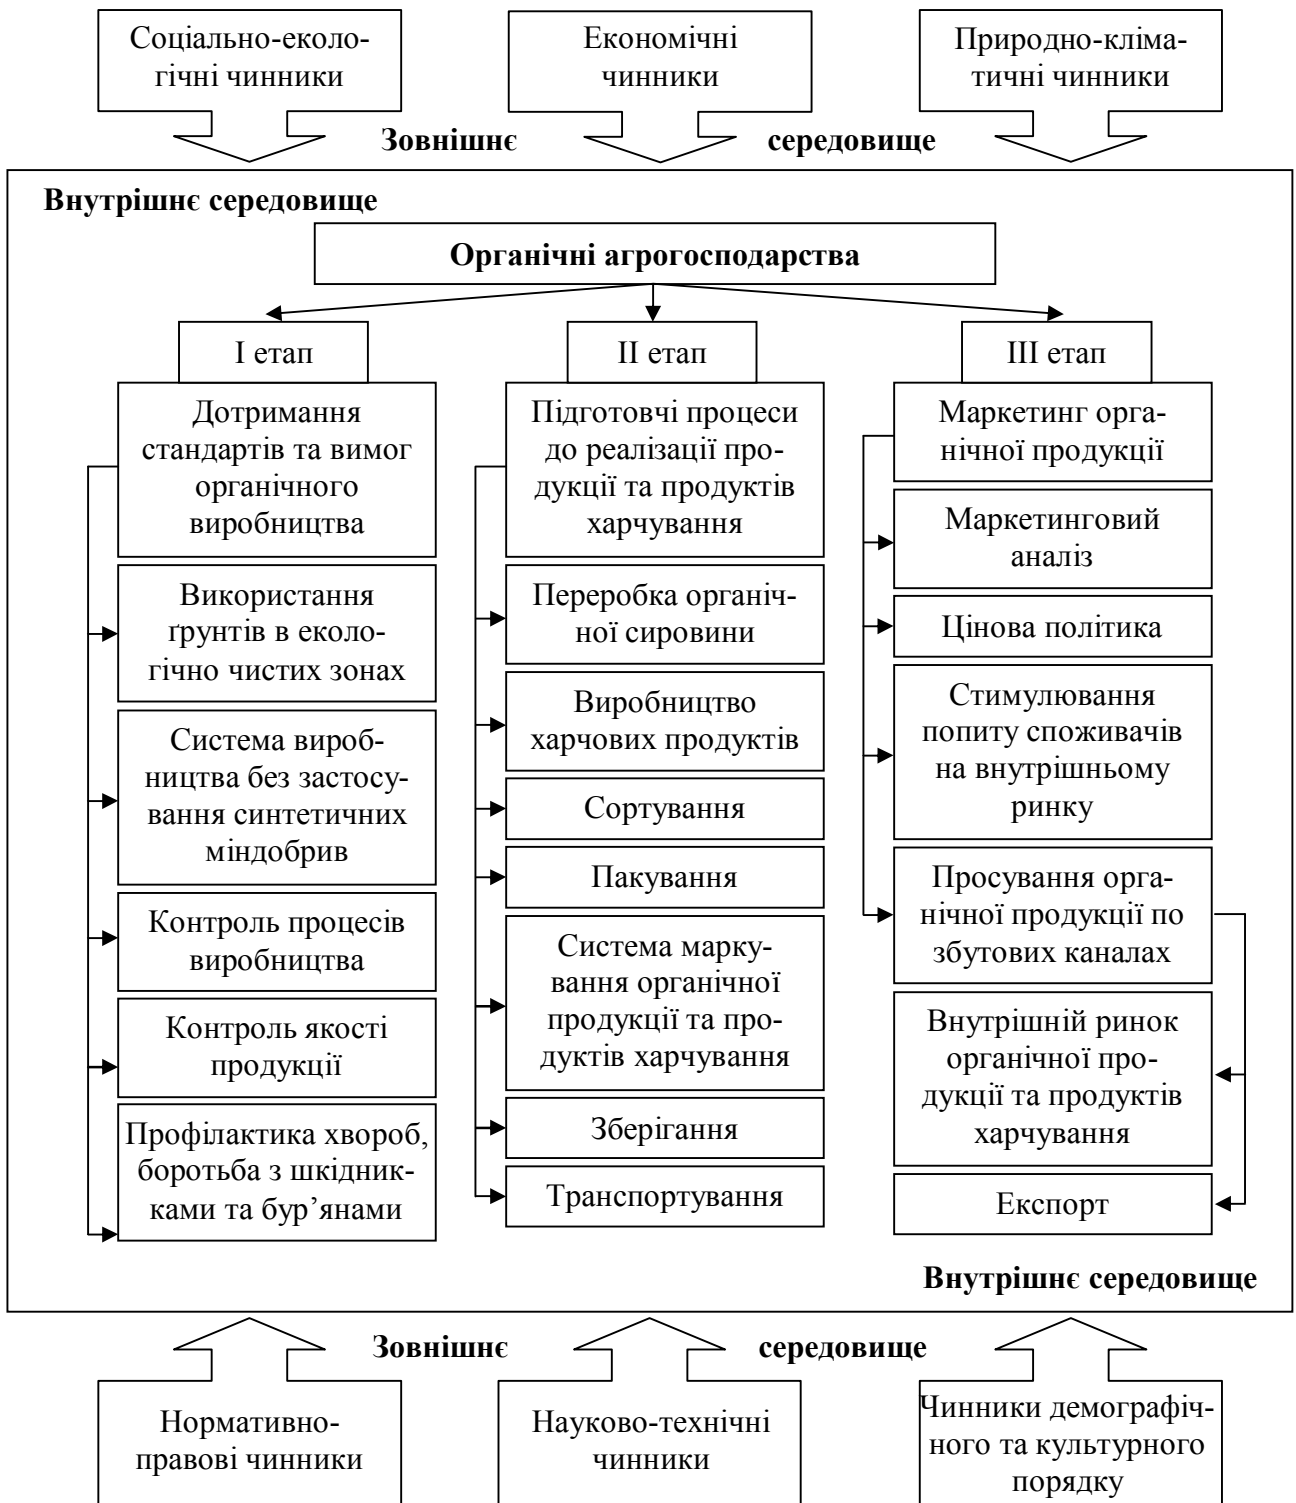 Соціально-еколо-
гічні чинники
Економічні
чинники
Природно-кліма-
тичні чинники
Зовнішнє середовище
Внутрішнє середовище
Органічні агрогосподарства
І етап
Дотримання
стандартів та вимог
органічного
виробництва
Використання
ґрунтів в еколо-
гічно чистих зонах
Система вироб-
ництва без застосу-
вання синтетичних
міндобрив
Контроль процесів
виробництва
Контроль якості
продукції
Профілактика хвороб,
боротьба з шкідник-
ками та бур’янами
ІІ етап
Підготовчі процеси
до реалізації про-
дукції та продуктів
харчування
Переробка органіч-
ної сировини
Виробництво
харчових продуктів
Сортування
Пакування
Система марку-
вання органічної
продукції та про-
дуктів харчування
Зберігання
Транспортування
ІІІ етап
Маркетинг орга-
нічної продукції
Маркетинговий
аналіз
Цінова політика
Стимулювання
попиту споживачів
на внутрішньому
ринку
Просування орга-
нічної продукції по
збутових каналах
Внутрішній ринок
органічної про-
дукції та продуктів
харчування
Експорт
Внутрішнє середовище
Зовнішнє середовище
Нормативно-
правові чинники
Науково-технічні
чинники
Чинники демографіч-
ного та культурного
порядку